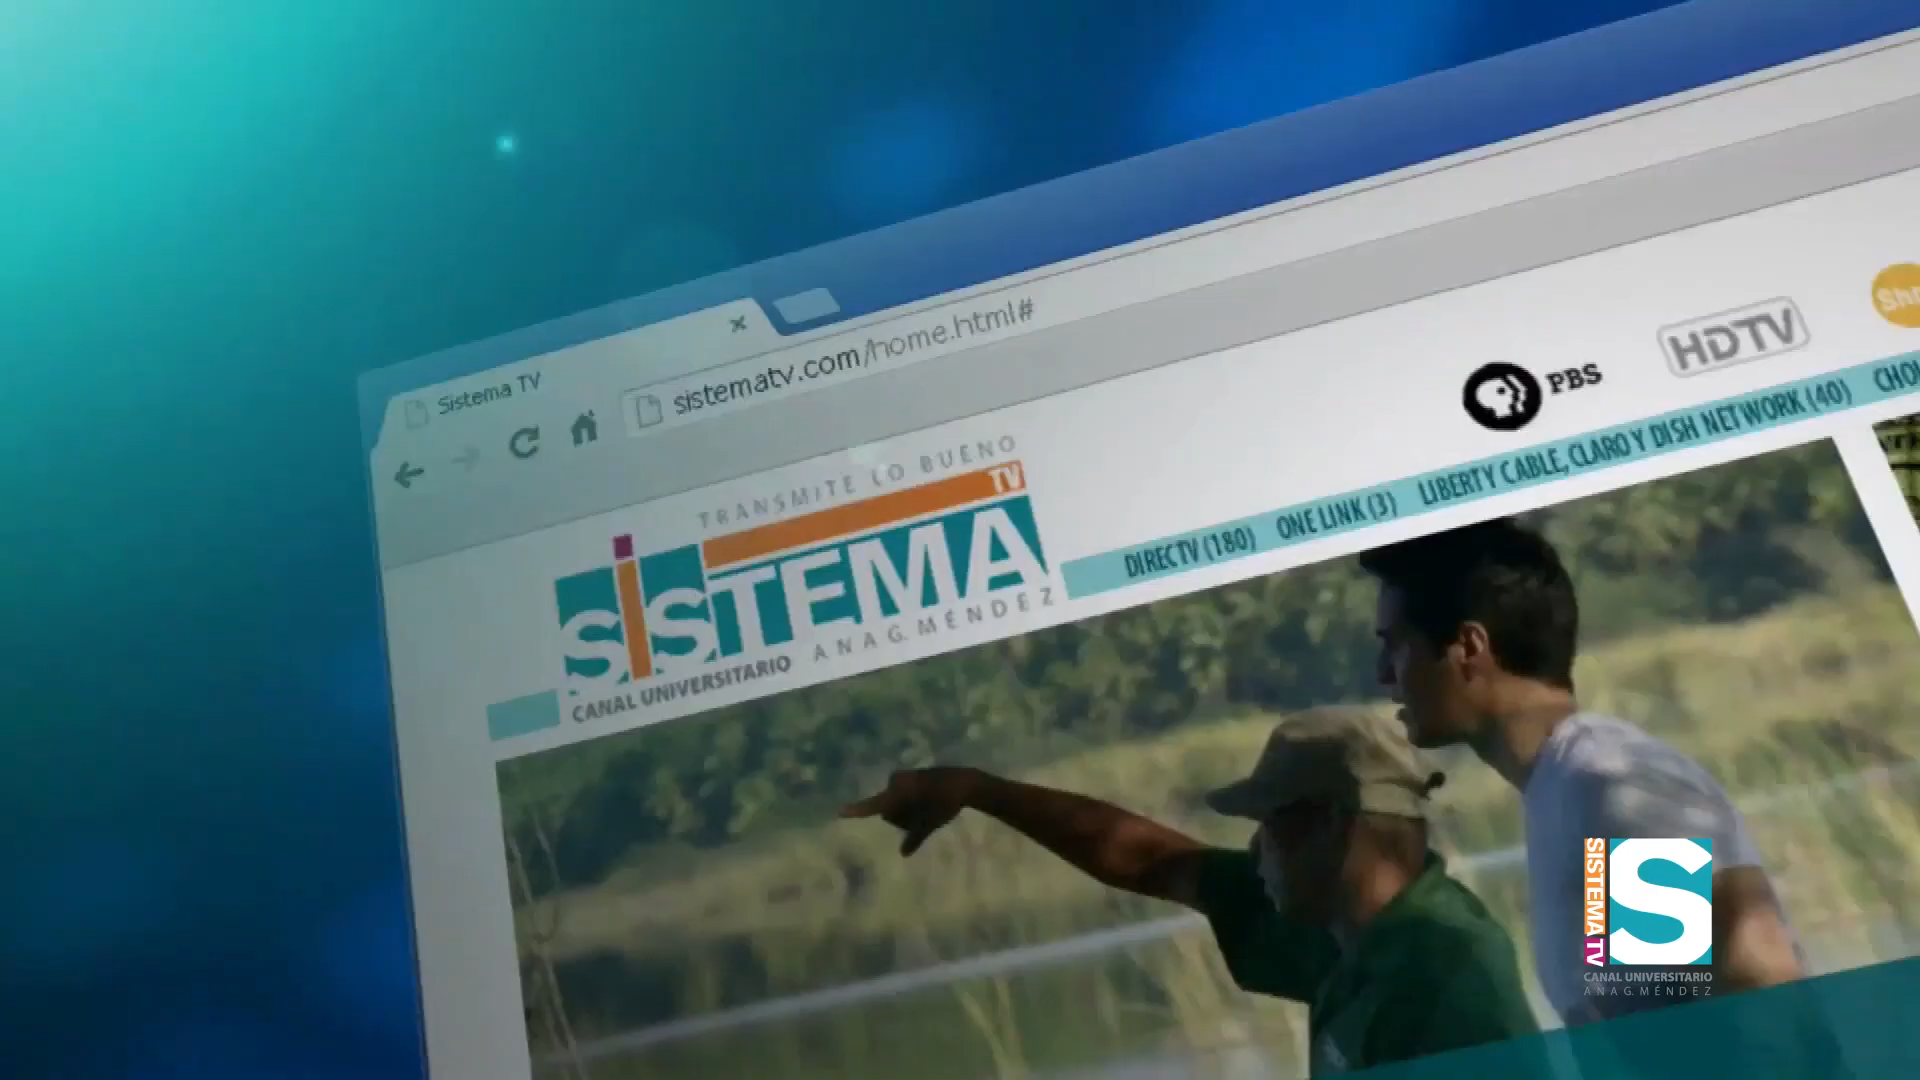 Sistema TV
sistematv.com/home.html#
TRANSMITE LO BUENO
TV
SISTEMA
CANAL UNIVERSITARIO ANA G. MÉNDEZ
PBS
HDTV
DIRECTV (180) ONE LINK (3) LIBERTY CABLE, CLARO Y DISH NETWORK (40)
SISTEMA TV
S
CANAL UNIVERSITARIO
ANA G. MÉNDEZ